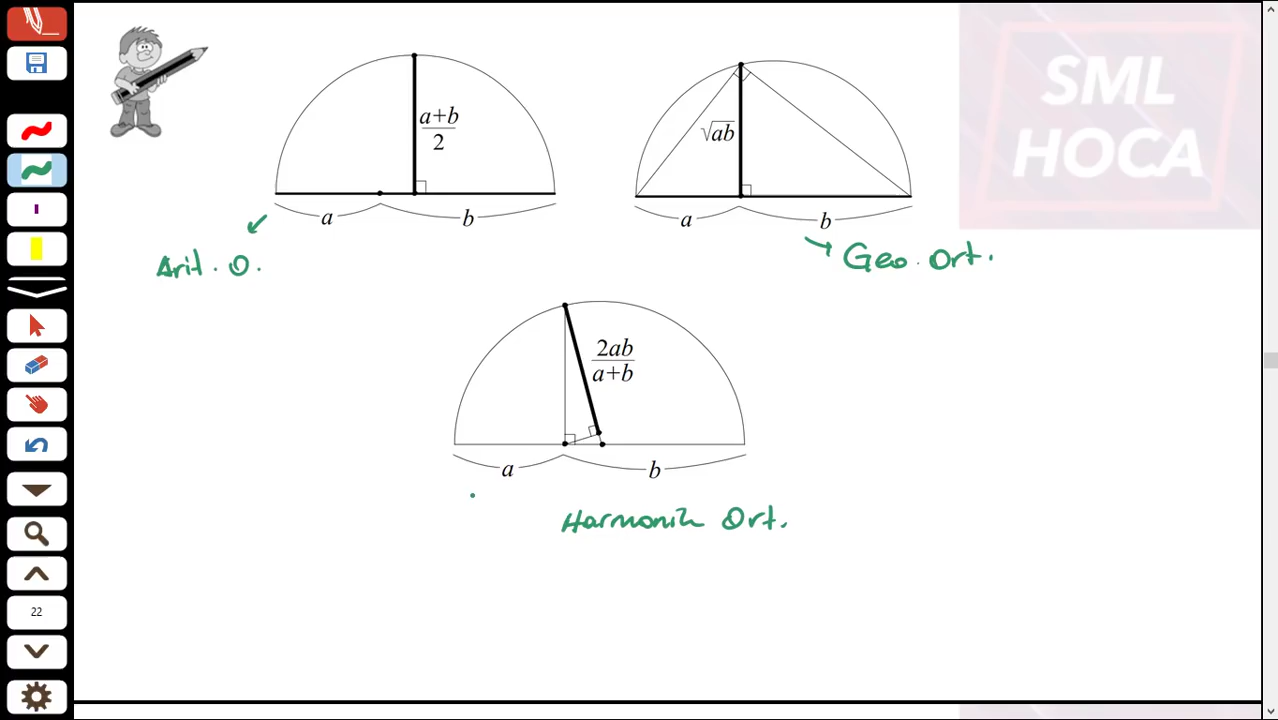 SML
HOCA
a+b
2
√ab
a
b
a
b
Arit. O.
Geo. Ort.
2ab
a+b
a
b
Harmonik Ort.
22